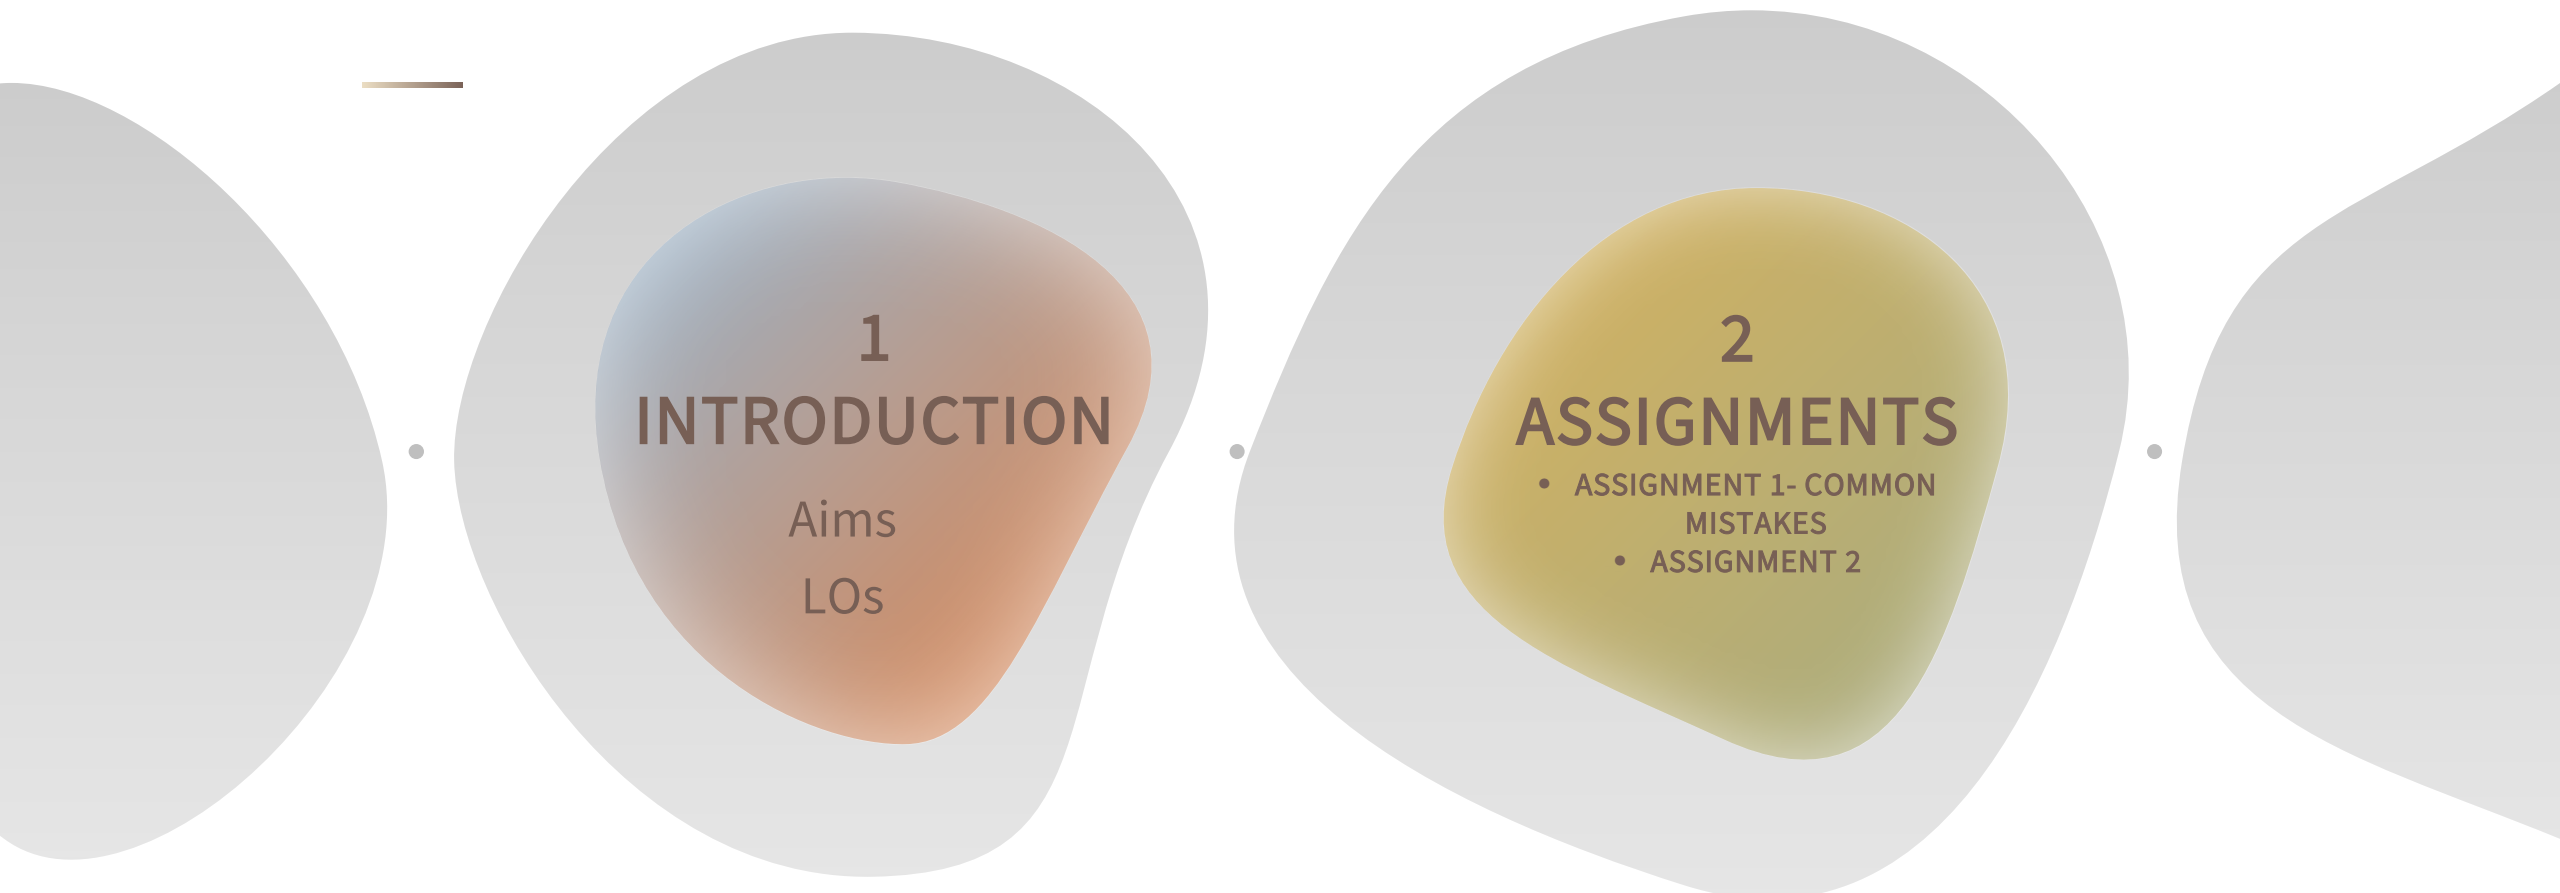 1
INTRODUCTION
Aims
LOs
2
ASSIGNMENTS
• ASSIGNMENT 1- COMMON
MISTAKES
• ASSIGNMENT 2